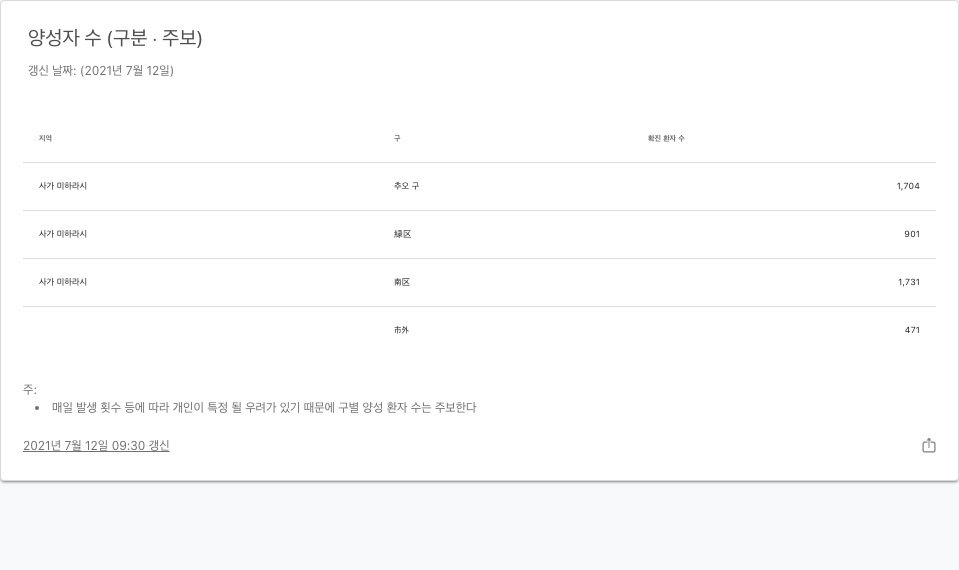 양성자 수 (구분 · 주보)
갱신 날짜: (2021년 7월 12일)
지역 구 확진 환자 수
사가 미하라시 추오 구 1,704
사가 미하라시 緑区 901
사가 미하라시 南区 1,731
市外 471
주:
• 매일 발생 횟수 등에 따라 개인이 특정 될 우려가 있기 때문에 구별 양성 환자 수는 주보한다
2021년 7월 12일 09:30 갱신